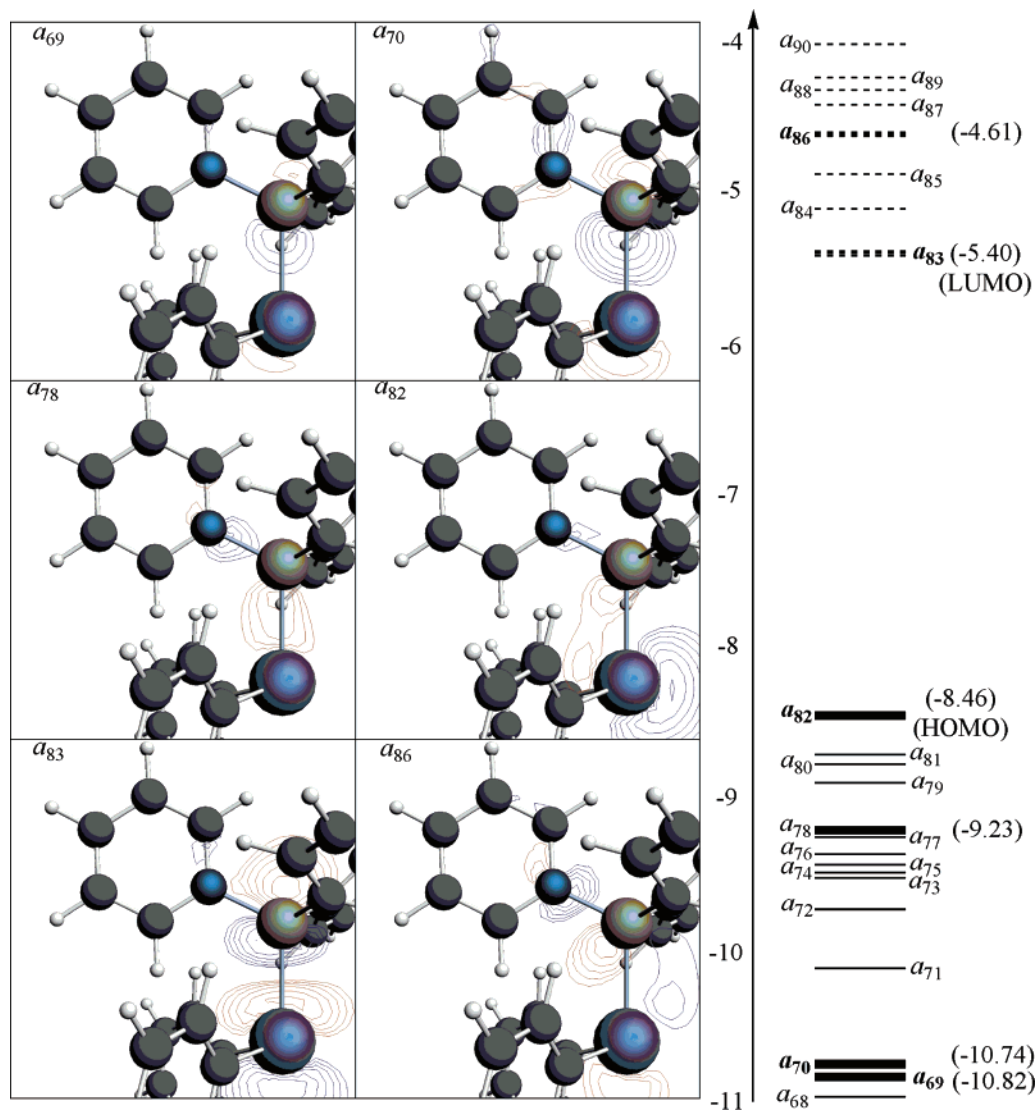 a69
a70
a78
a82
a83
a86
-4
-5
-6
-7
-8
-9
-10
-11
a90
a89
a88
a87
a86 (-4.61)
a85
a84
a83 (-5.40)
(LUMO)
(-8.46)
a82
(HOMO)
a81
a80
a79
a78 (-9.23)
a77
a76
a75
a74
a73
a72
a71
(-10.74)
a70
a69 (-10.82)
a68